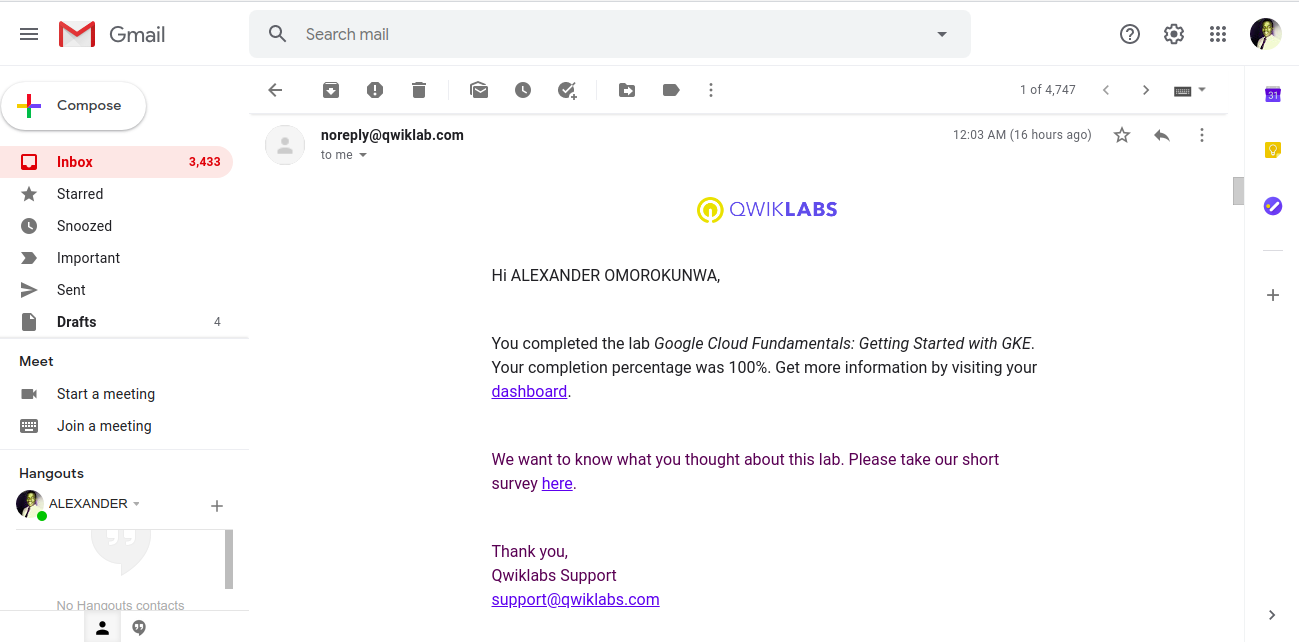 Gmail
Search mail
Compose
1 of 4,747
31
Inbox 3,433
Starred
Snoozed
Important
Sent
Drafts 4
Meet
Start a meeting
Join a meeting
Hangouts
ALEXANDER
No Hangouts contacts
noreply@qwiklab.com
12:03 AM (16 hours ago)
to me
QWIKLABS
Hi ALEXANDER OMOROKUNWA,
You completed the lab Google Cloud Fundamentals: Getting Started with GKE.
Your completion percentage was 100%. Get more information by visiting your
dashboard.
We want to know what you thought about this lab. Please take our short
survey here.
Thank you,
Qwiklabs Support
support@qwiklabs.com